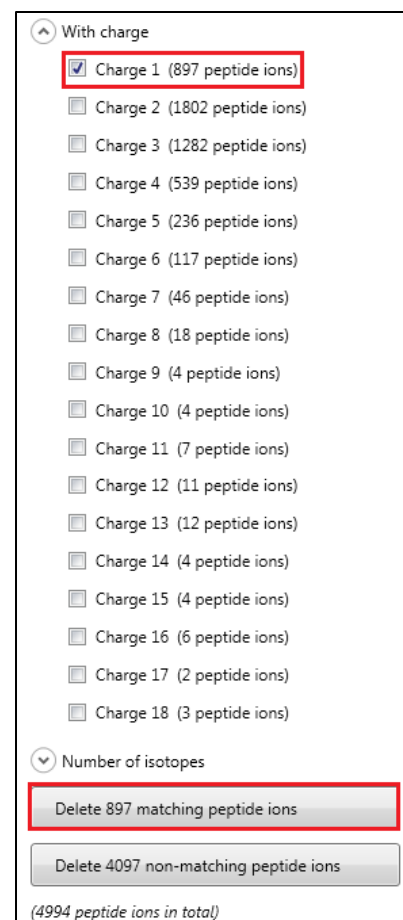 With charge
Charge 1 (897 peptide ions)
Charge 2 (1802 peptide ions)
Charge 3 (1282 peptide ions)
Charge 4 (539 peptide ions)
Charge 5 (236 peptide ions)
Charge 6 (117 peptide ions)
Charge 7 (46 peptide ions)
Charge 8 (18 peptide ions)
Charge 9 (4 peptide ions)
Charge 10 (4 peptide ions)
Charge 11 (7 peptide ions)
Charge 12 (11 peptide ions)
Charge 13 (12 peptide ions)
Charge 14 (4 peptide ions)
Charge 15 (4 peptide ions)
Charge 16 (6 peptide ions)
Charge 17 (2 peptide ions)
Charge 18 (3 peptide ions)
Number of isotopes
Delete 897 matching peptide ions
Delete 4097 non-matching peptide ions
(4994 peptide ions in total)